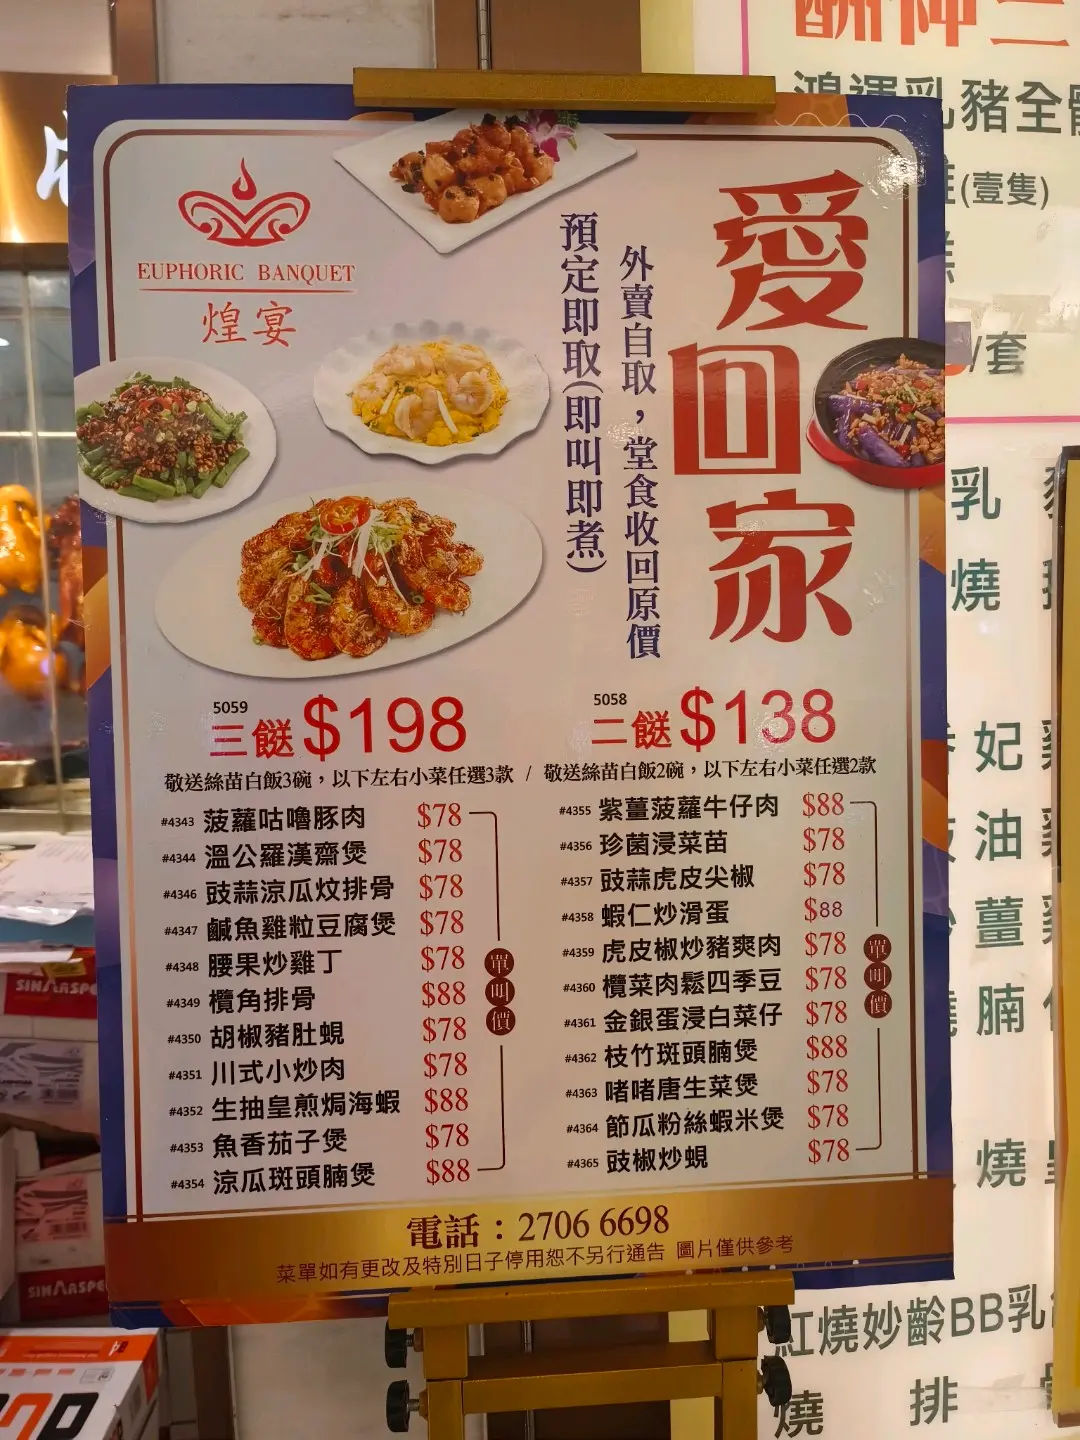 EUPHORIC BANQUET
煌宴
愛回家
外賣自取，堂食收回原價
預定即取(即叫即煮)
5059
三餸$198
敬送絲苗白飯3碗，以下左右小菜任選3款 /
5058
二餸$138
敬送絲苗白飯2碗，以下左右小菜任選2款
#4343 菠蘿咕嚕豚肉 $78
#4344 溫公羅漢齋煲 $78
#4346 豉蒜涼瓜炆排骨 $78
#4347 鹹魚雞粒豆腐煲 $78
#4348 腰果炒雞丁 $78
#4349 欖角排骨 $88
#4350 胡椒豬肚蜆 $78
#4351 川式小炒肉 $78
#4352 生抽皇煎焗海蝦 $88
#4353 魚香茄子煲 $78
#4354 涼瓜斑頭腩煲 $88
單叫價
#4355 紫薑菠蘿牛仔肉 $88
#4356 珍菌浸菜苗 $78
#4357 豉蒜虎皮尖椒 $78
#4358 蝦仁炒滑蛋 $88
#4359 虎皮椒炒豬爽肉 $78
#4360 欖菜肉鬆四季豆 $78
#4361 金銀蛋浸白菜仔 $78
#4362 枝竹斑頭腩煲 $88
#4363 啫啫唐生菜煲 $78
#4364 節瓜粉絲蝦米煲 $78
#4365 豉椒炒蜆 $78
單叫價
電話：2706 6698
菜單如有更改及特別日子停用恕不另行通告 圖片僅供參考
乳豬全
(壹隻)
/套
乳
燒
妃
油
薑
腩
燒
紅燒妙齡BB乳
燒 排
SINARSPE
SINARSPE